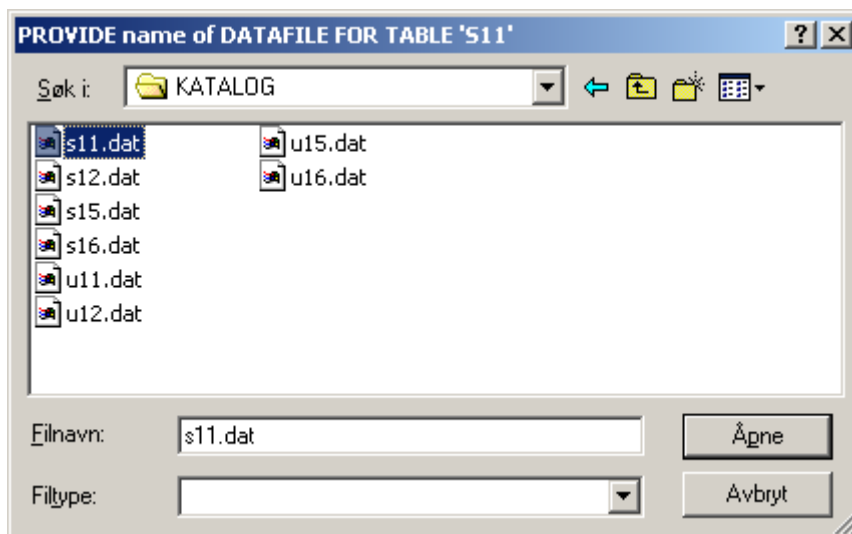 PROVIDE name of DATAFILE FOR TABLE 'S11'
Søk i: KATALOG
s11.dat u15.dat
s12.dat u16.dat
s15.dat
s16.dat
u11.dat
u12.dat
Filnavn: s11.dat Åpne
Filtype: Avbryt